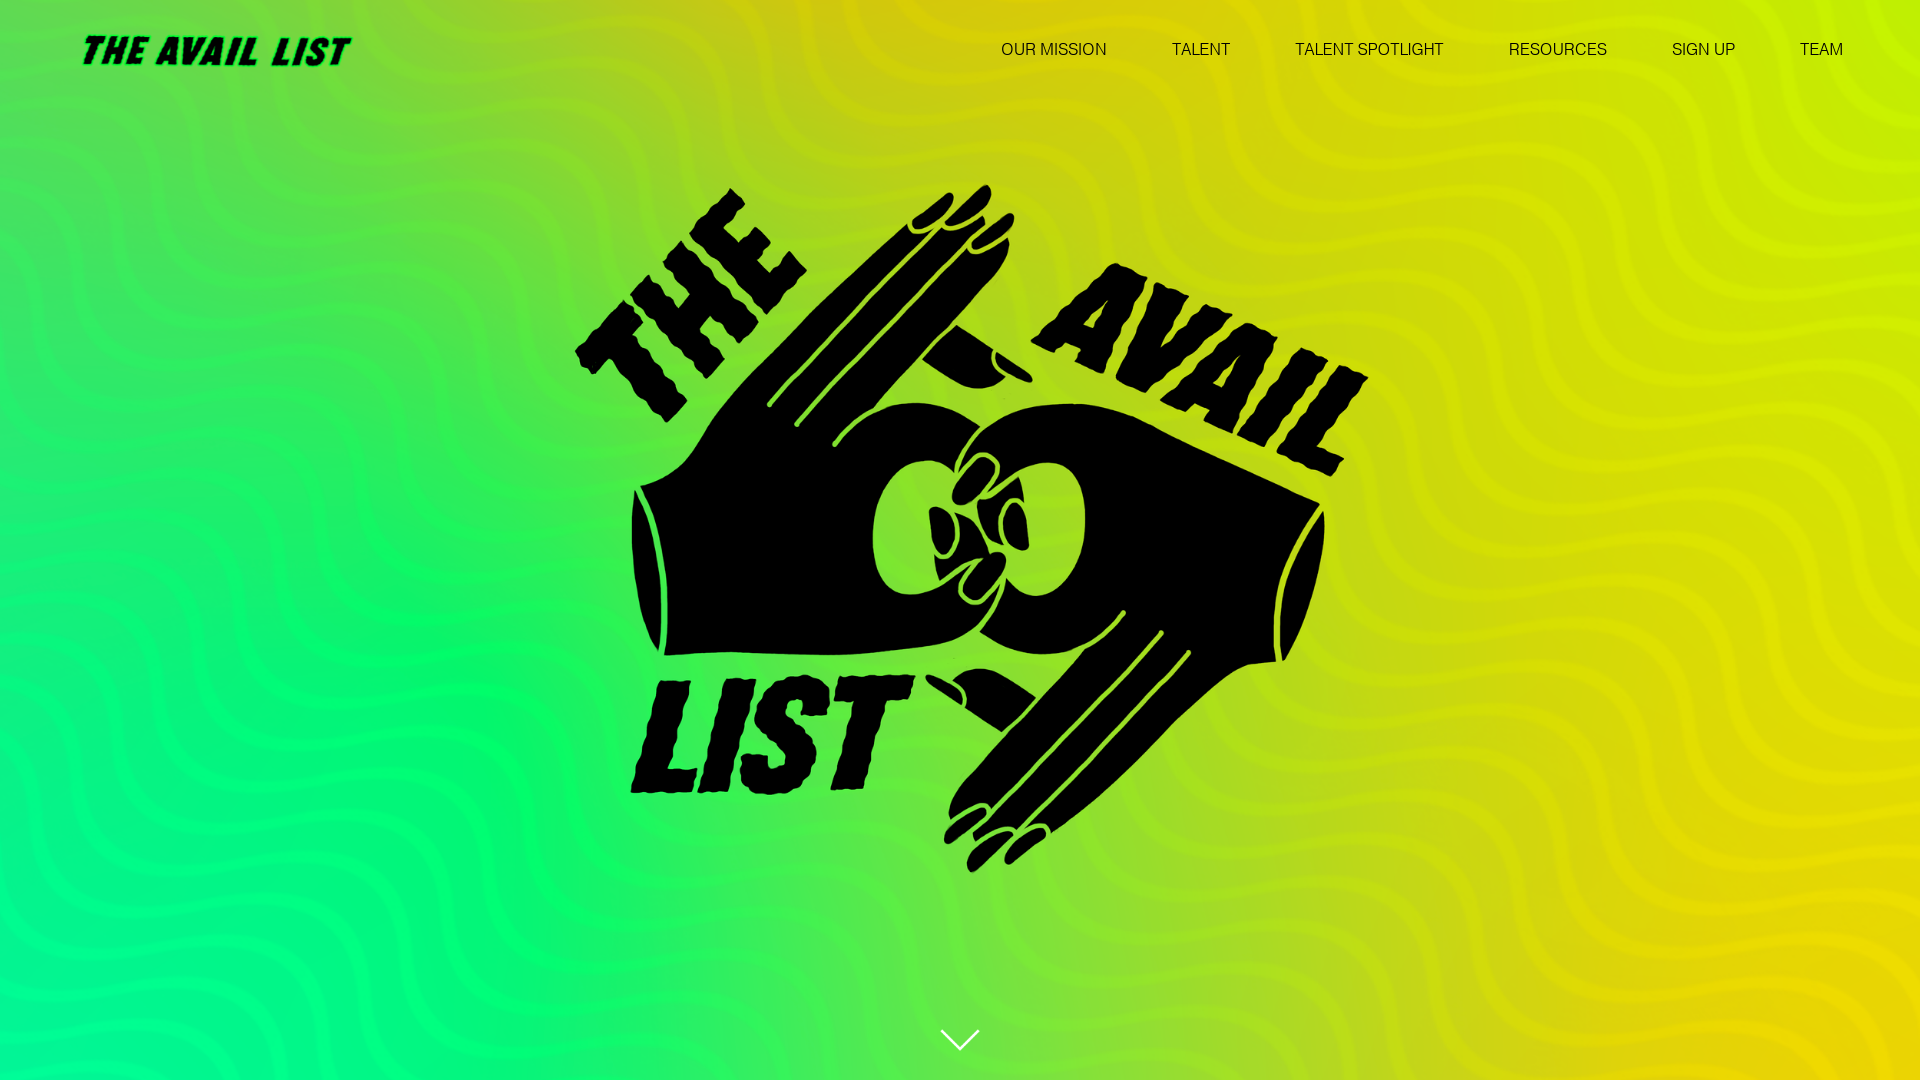 THE AVAIL LIST
OUR MISSION
TALENT
TALENT SPOTLIGHT
RESOURCES
SIGN UP
TEAM
THE
AVAIL
LIST